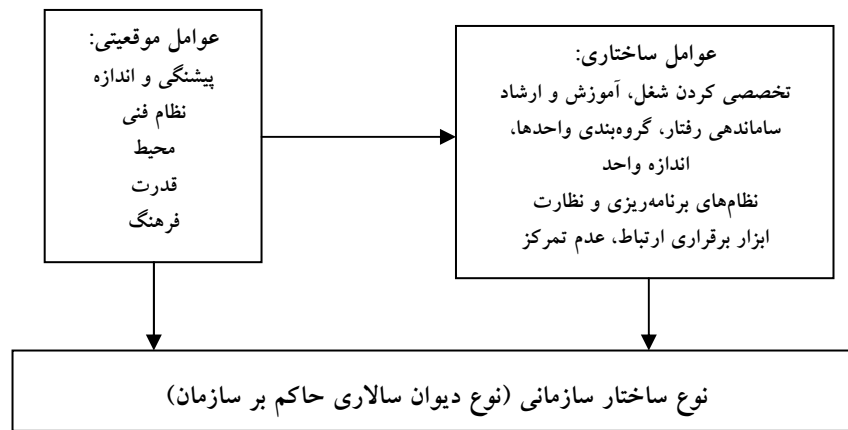 عوامل موقعیتی:
پیشنگی و اندازه
نظام فنی
محیط
قدرت
فرهنگ
عوامل ساختاری:
تخصصی کردن شغل، آموزش و ارشاد
ساماندهی رفتار، گروه‌بندی واحدها،
اندازه واحد
نظام‌های برنامه‌ریزی و نظارت
ابزار برقراری ارتباط، عدم تمرکز
نوع ساختار سازمانی (نوع دیوان سالاری حاکم بر سازمان)